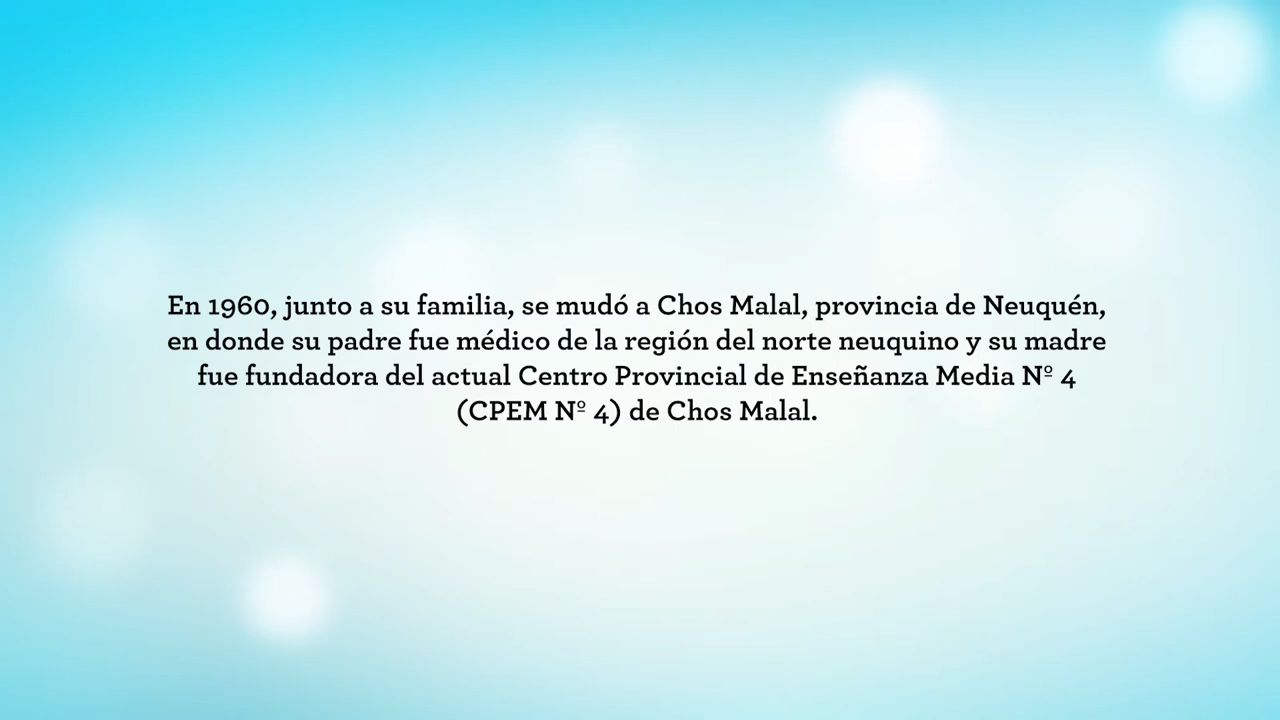 En 1960, junto a su familia, se mudó a Chos Malal, provincia de Neuquén,
en donde su padre fue médico de la región del norte neuquino y su madre
fue fundadora del actual Centro Provincial de Enseñanza Media Nº 4
(CPEM Nº 4) de Chos Malal.